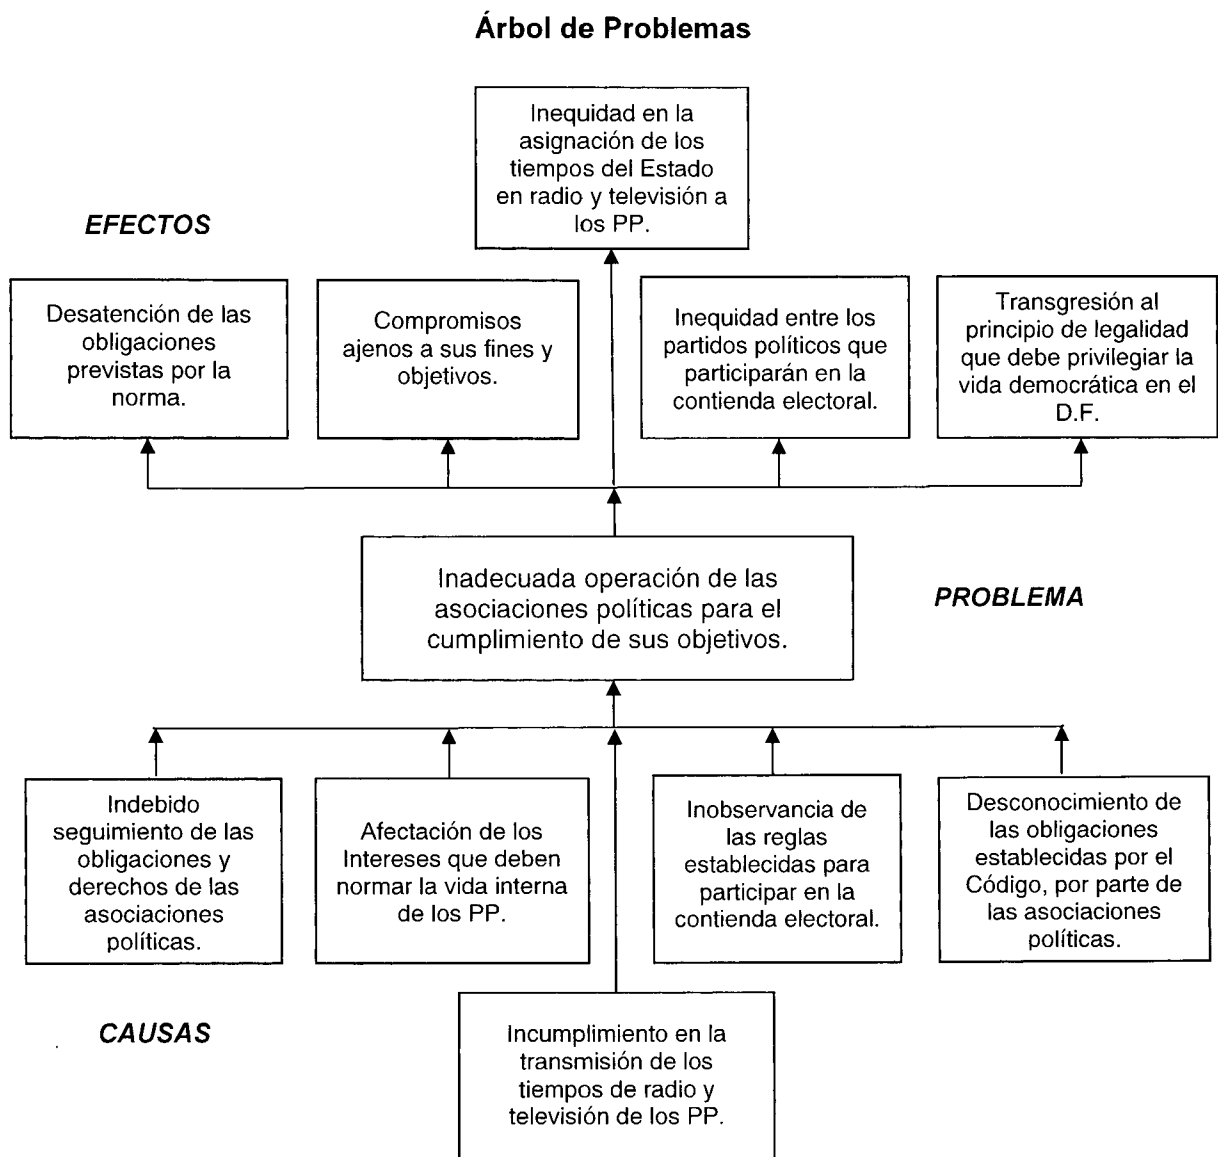 Árbol de Problemas
Inequidad en la
asignación de los
tiempos del Estado
en radio y televisión a
los PP.
EFECTOS
Desatención de las
obligaciones
previstas por la
norma.
Compromisos
ajenos a sus fines y
objetivos.
Inequidad entre los
partidos políticos que
participarán en la
contienda electoral.
Transgresión al
principio de legalidad
que debe privilegiar la
vida democrática en el
D.F.
Inadecuada operación de las
asociaciones políticas para el
cumplimiento de sus objetivos.
PROBLEMA
Indebido
seguimiento de las
obligaciones y
derechos de las
asociaciones
políticas.
Afectación de los
Intereses que deben
normar la vida interna
de los PP.
Inobservancia de
las reglas
establecidas para
participar en la
contienda electoral.
Desconocimiento de
las obligaciones
establecidas por el
Código, por parte de
las asociaciones
políticas.
CAUSAS
Incumplimiento en la
transmisión de los
tiempos de radio y
televisión de los PP.